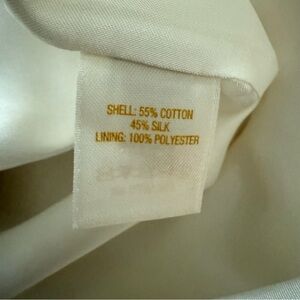 SHELL: 55% COTTON
45% SILK
LINING: 100% POLYESTER